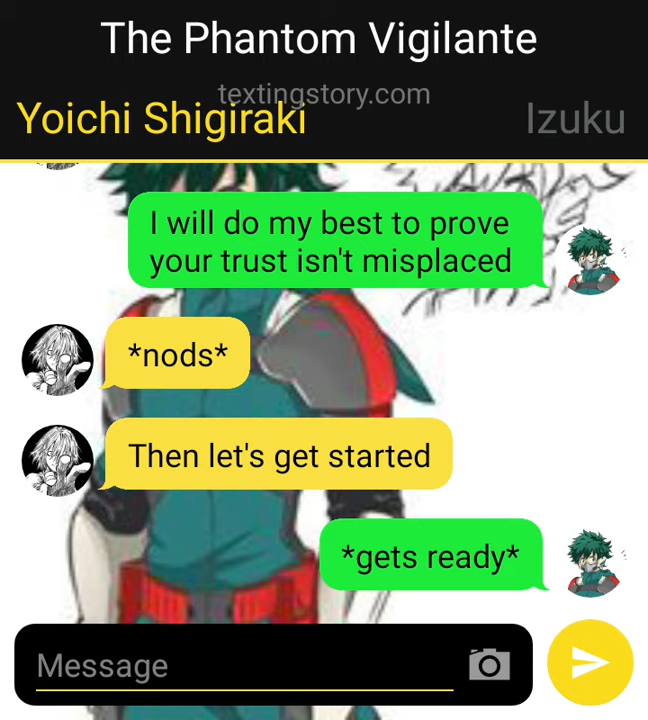 The Phantom Vigilante
textingstory.com
Yoichi Shigiraki
Izuku
I will do my best to prove
your trust isn't misplaced
*nods*
Then let's get started
*gets ready*
Message